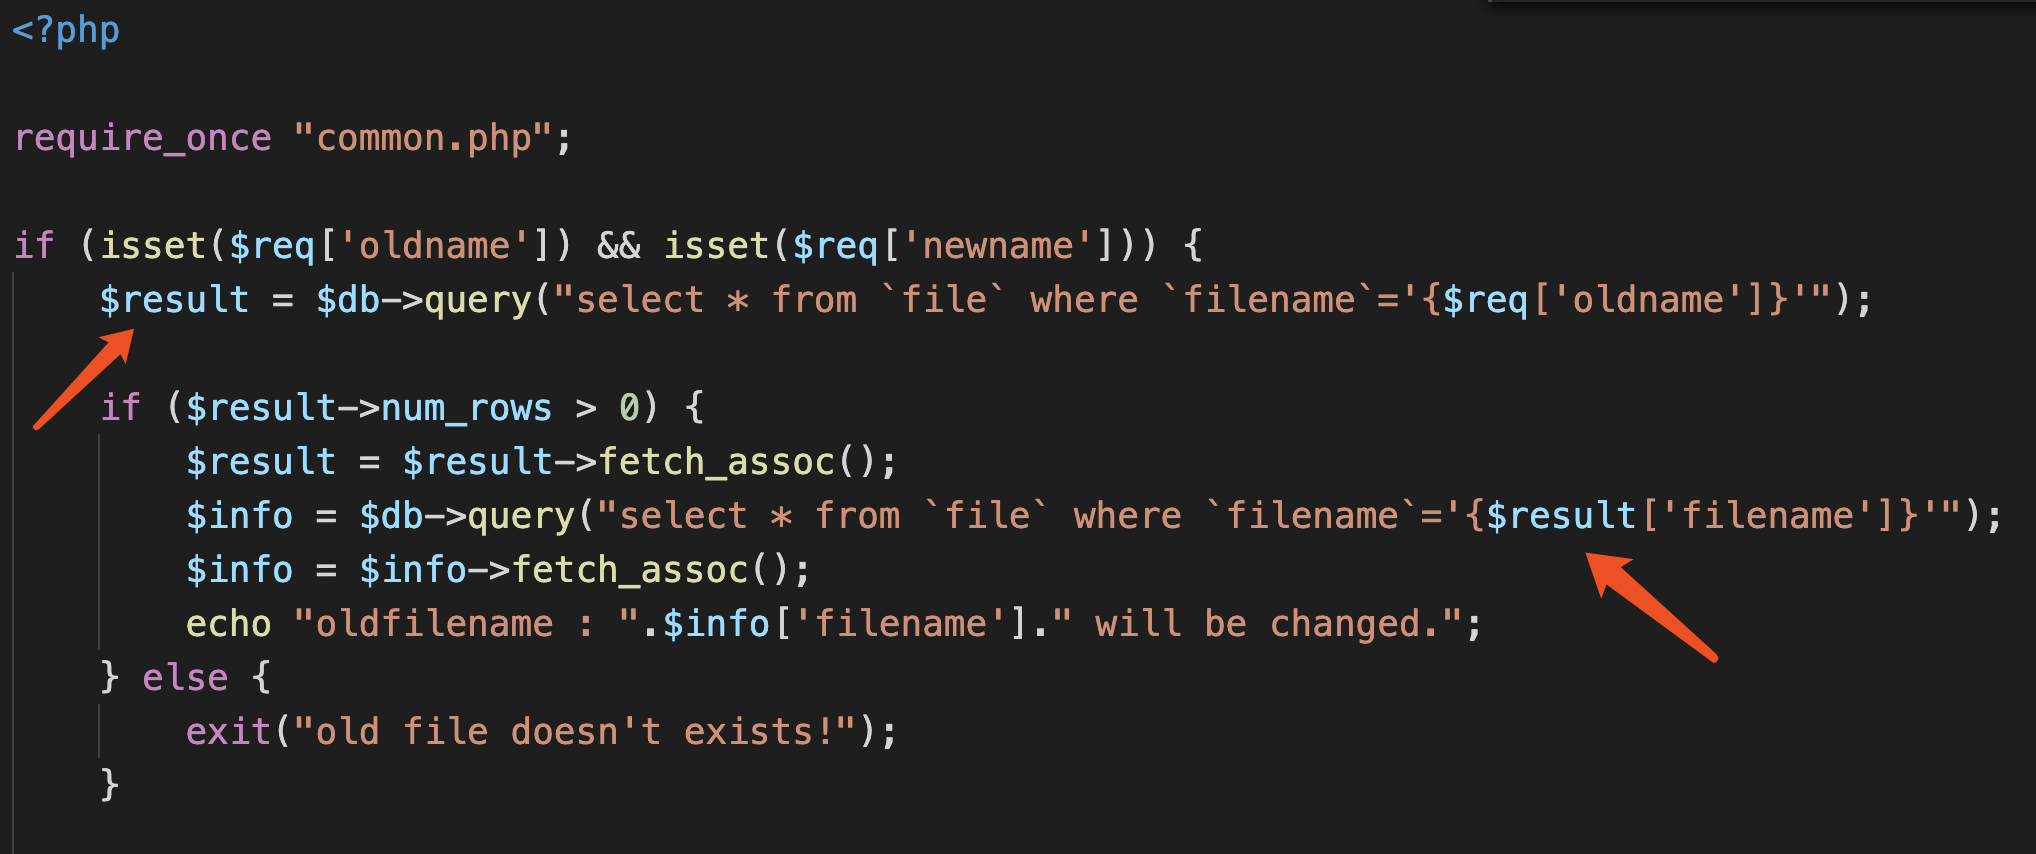 <?php
require_once "common.php";
if (isset($req['oldname']) && isset($req['newname'])) {
$result = $db->query("select * from `file` where `filename`='{$req['oldname']}'");
if ($result->num_rows > 0) {
$result = $result->fetch_assoc();
$info = $db->query("select * from `file` where `filename`='{$result['filename']}'");
$info = $info->fetch_assoc();
echo "oldfilename : ".$info['filename']." will be changed.";
} else {
exit("old file doesn't exists!");
}